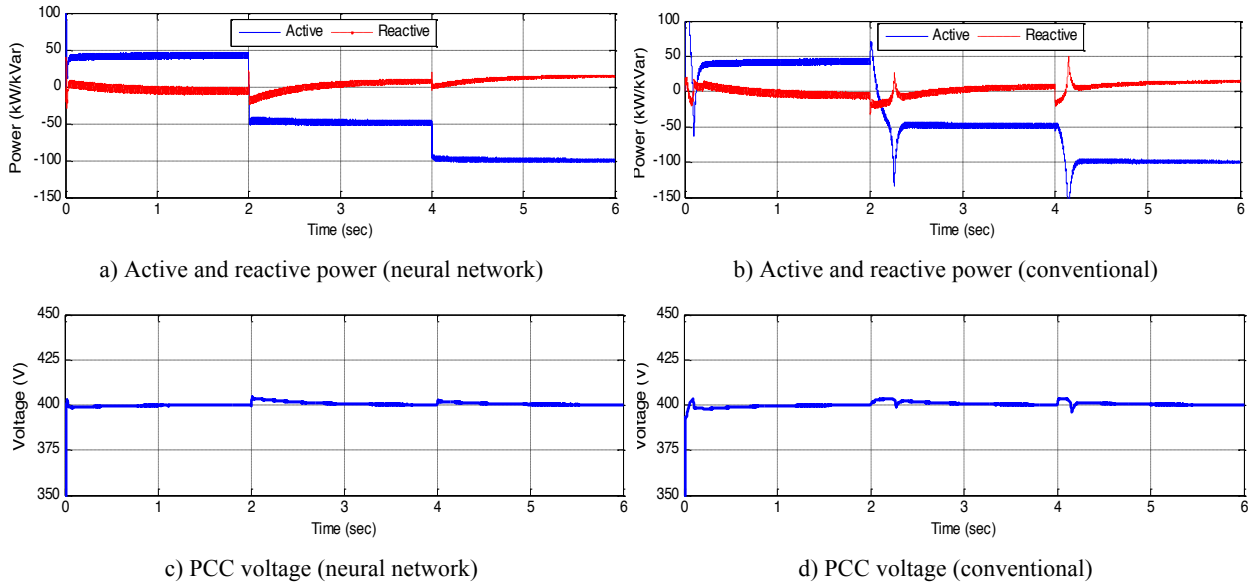 Power (kW/kVar)
100
50
0
-50
-100
-150
Active
Reactive
0 1 2 3 4 5 6
Time (sec)
a) Active and reactive power (neural network)
Power (kW/kVar)
100
50
0
-50
-100
-150
Active
Reactive
0 1 2 3 4 5 6
Time (sec)
b) Active and reactive power (conventional)
Voltage (V)
450
425
400
375
350
0 1 2 3 4 5 6
Time (sec)
c) PCC voltage (neural network)
Voltage (V)
450
425
400
375
350
0 1 2 3 4 5 6
Time (sec)
d) PCC voltage (conventional)